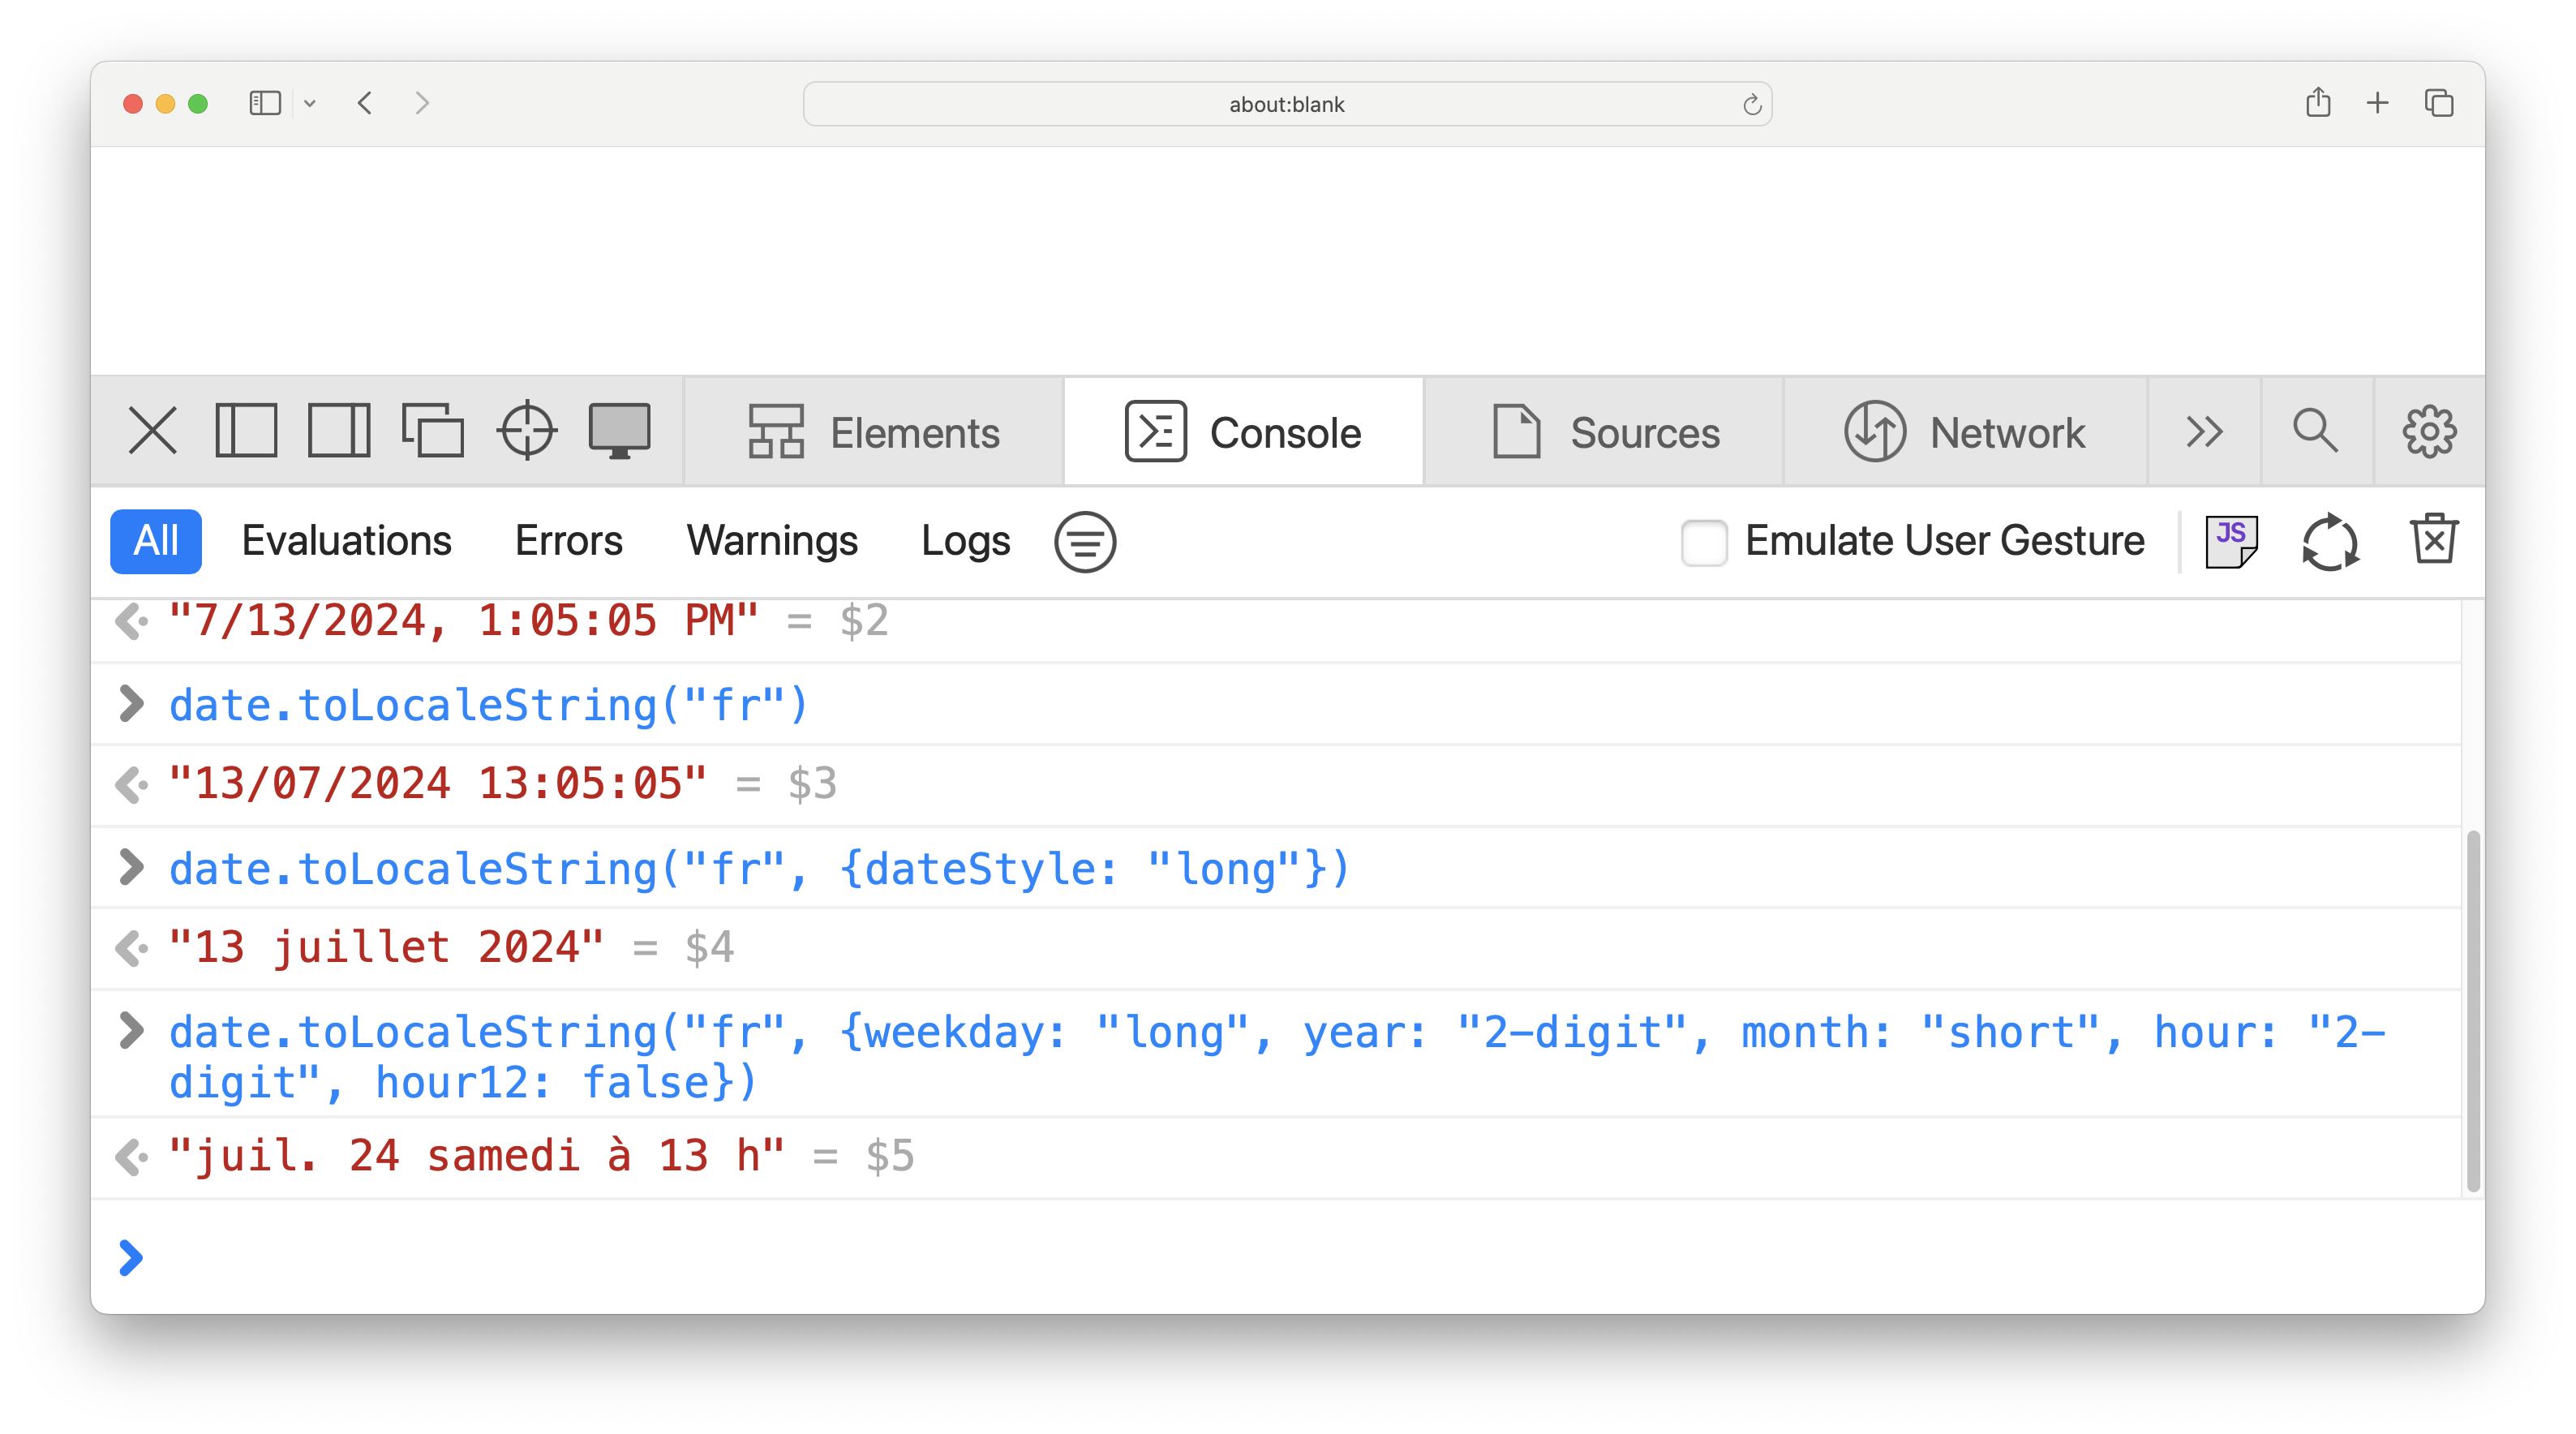 about:blank
Elements
Console
Sources
Network
All
Evaluations
Errors
Warnings
Logs
Emulate User Gesture
JS
"7/13/2024, 1:05:05 PM" = $2
date.toLocaleString("fr")
"13/07/2024 13:05:05" = $3
date.toLocaleString("fr", {dateStyle: "long"})
"13 juillet 2024" = $4
date.toLocaleString("fr", {weekday: "long", year: "2-digit", month: "short", hour: "2-
digit", hour12: false})
"juil. 24 samedi à 13 h" = $5